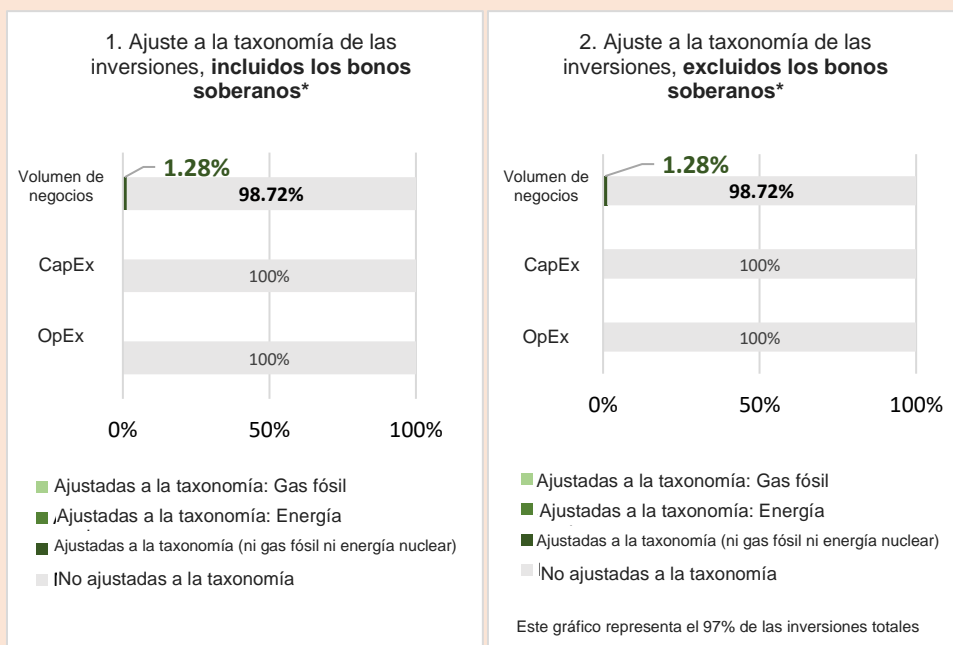 1. Ajuste a la taxonomía de las
inversiones, incluidos los bonos
soberanos*
1.28%
Volumen de
negocios
98.72%
CapEx
100%
OpEx
100%
0%
50%
100%
Ajustadas a la taxonomía: Gas fósil
Ajustadas a la taxonomía: Energía
Ajustadas a la taxonomía (ni gas fósil ni energía nuclear)
No ajustadas a la taxonomía
2. Ajuste a la taxonomía de las
inversiones, excluidos los bonos
soberanos*
1.28%
Volumen de
negocios
98.72%
CapEx
100%
OpEx
100%
0%
50%
100%
Ajustadas a la taxonomía: Gas fósil
Ajustadas a la taxonomía: Energía
Ajustadas a la taxonomía (ni gas fósil ni energía nuclear)
No ajustadas a la taxonomía
Este gráfico representa el 97% de las inversiones totales